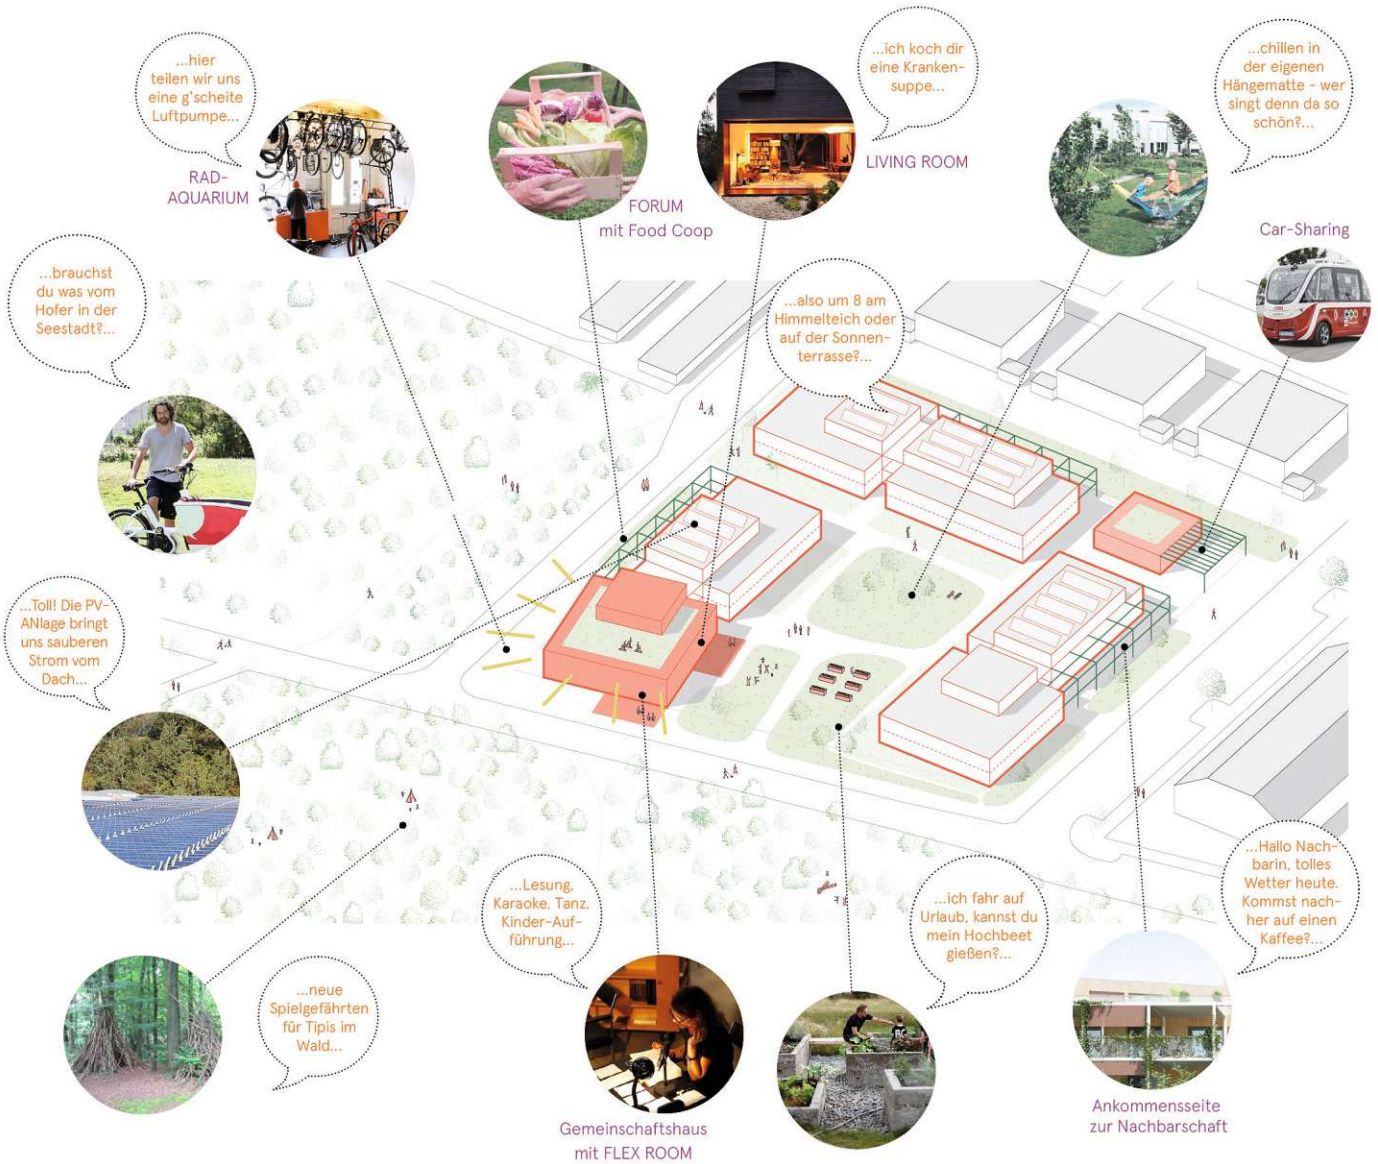 ...hier
teilen wir uns
eine g'scheite
Luftpumpe...
RAD-
AQUARIUM
FORUM
mit Food Coop
...ich koch dir
eine Kranken-
suppe...
LIVING ROOM
...chillen in
der eigenen
Hängematte - wer
singt denn da so
schön?...
Car-Sharing
...brauchst
du was vom
Hofer in der
Seestadt?...
...also um 8 am
Himmelteich oder
auf der Sonnen-
terrasse?...
...Toll! Die PV-
ANlage bringt
uns sauberen
Strom vom
Dach...
...neue
Spielgefährten
für Tipis im
Wald...
...Lesung,
Karaoke, Tanz,
Kinder-Auf-
führung...
Gemeinschaftshaus
mit FLEX ROOM
...ich fahr auf
Urlaub, kannst du
mein Hochbeet
gießen?...
...Hallo Nach-
barin, tolles
Wetter heute.
Kommst nach-
her auf einen
Kaffee?...
Ankommensseite
zur Nachbarschaft